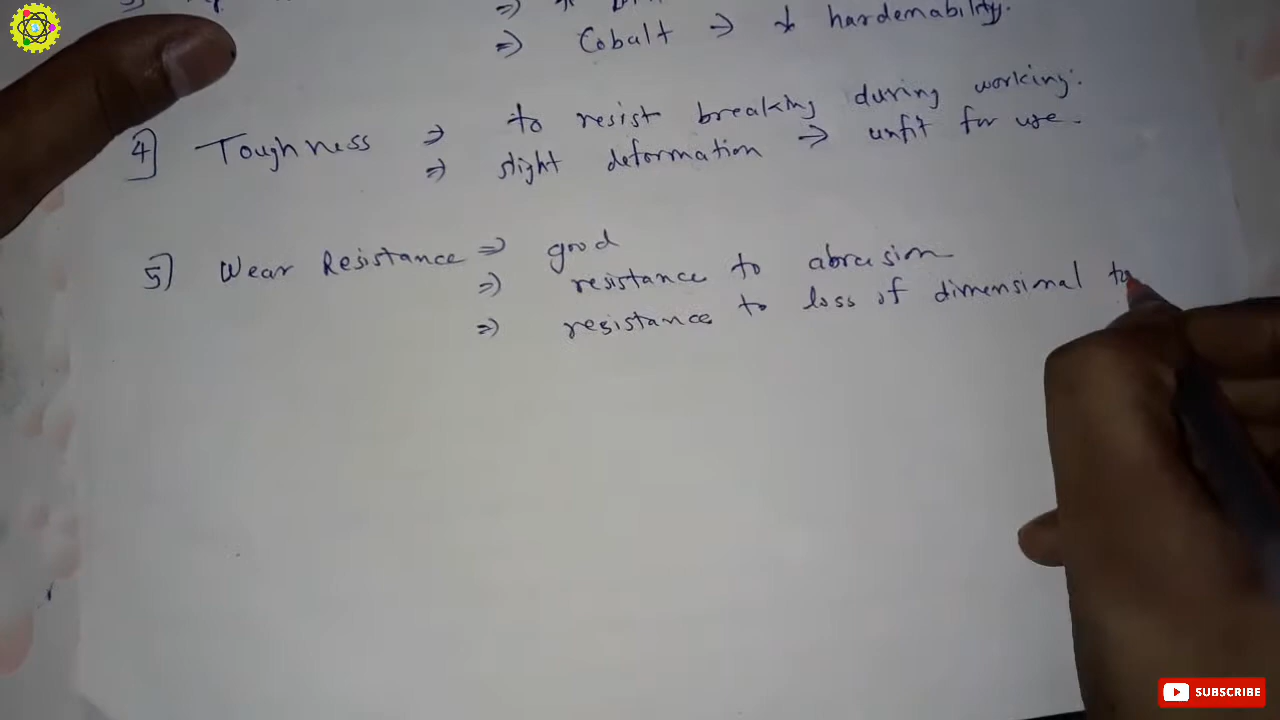 ⇒ Cobalt → ↓ hardenability.
4] Toughness ⇒ to resist breaking during working.
⇒ slight deformation → unfit for use.
5] Wear Resistance ⇒ good
⇒ resistance to abrasion
⇒ resistance to loss of dimensional to
SUBSCRIBE